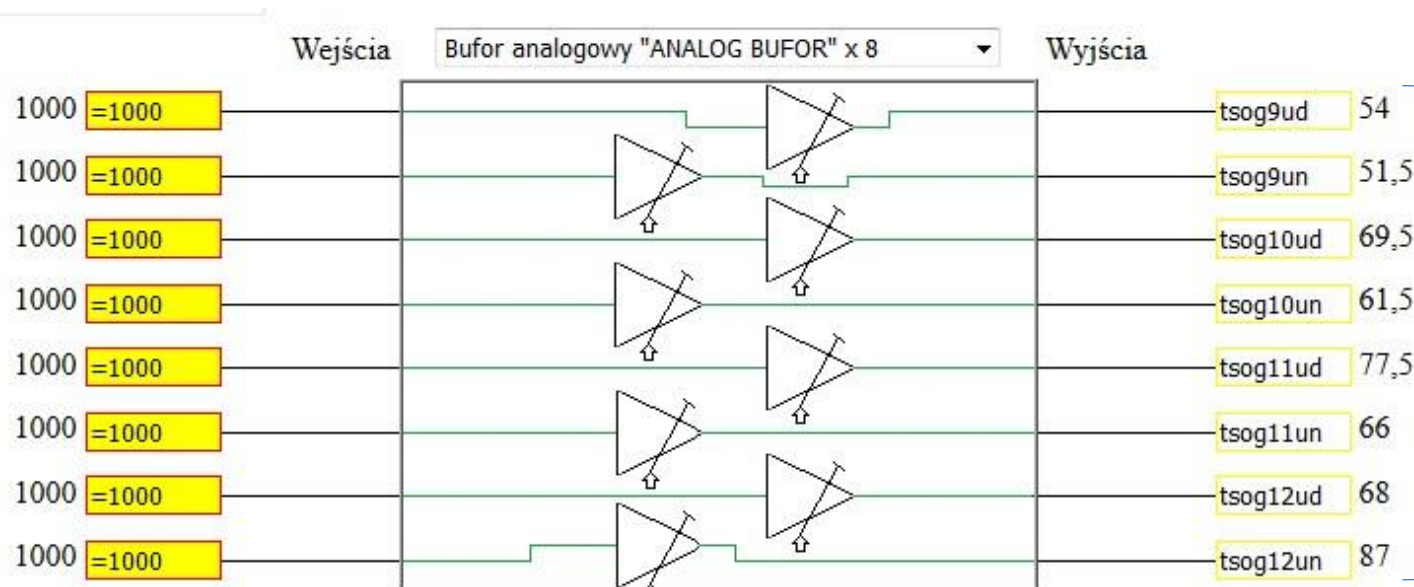 Wejścia Bufor analogowy "ANALOG BUFOR" x 8 Wyjścia
1000 =1000 tsog9ud 54
1000 =1000 tsog9un 51,5
1000 =1000 tsog10ud 69,5
1000 =1000 tsog10un 61,5
1000 =1000 tsog11ud 77,5
1000 =1000 tsog11un 66
1000 =1000 tsog12ud 68
1000 =1000 tsog12un 87